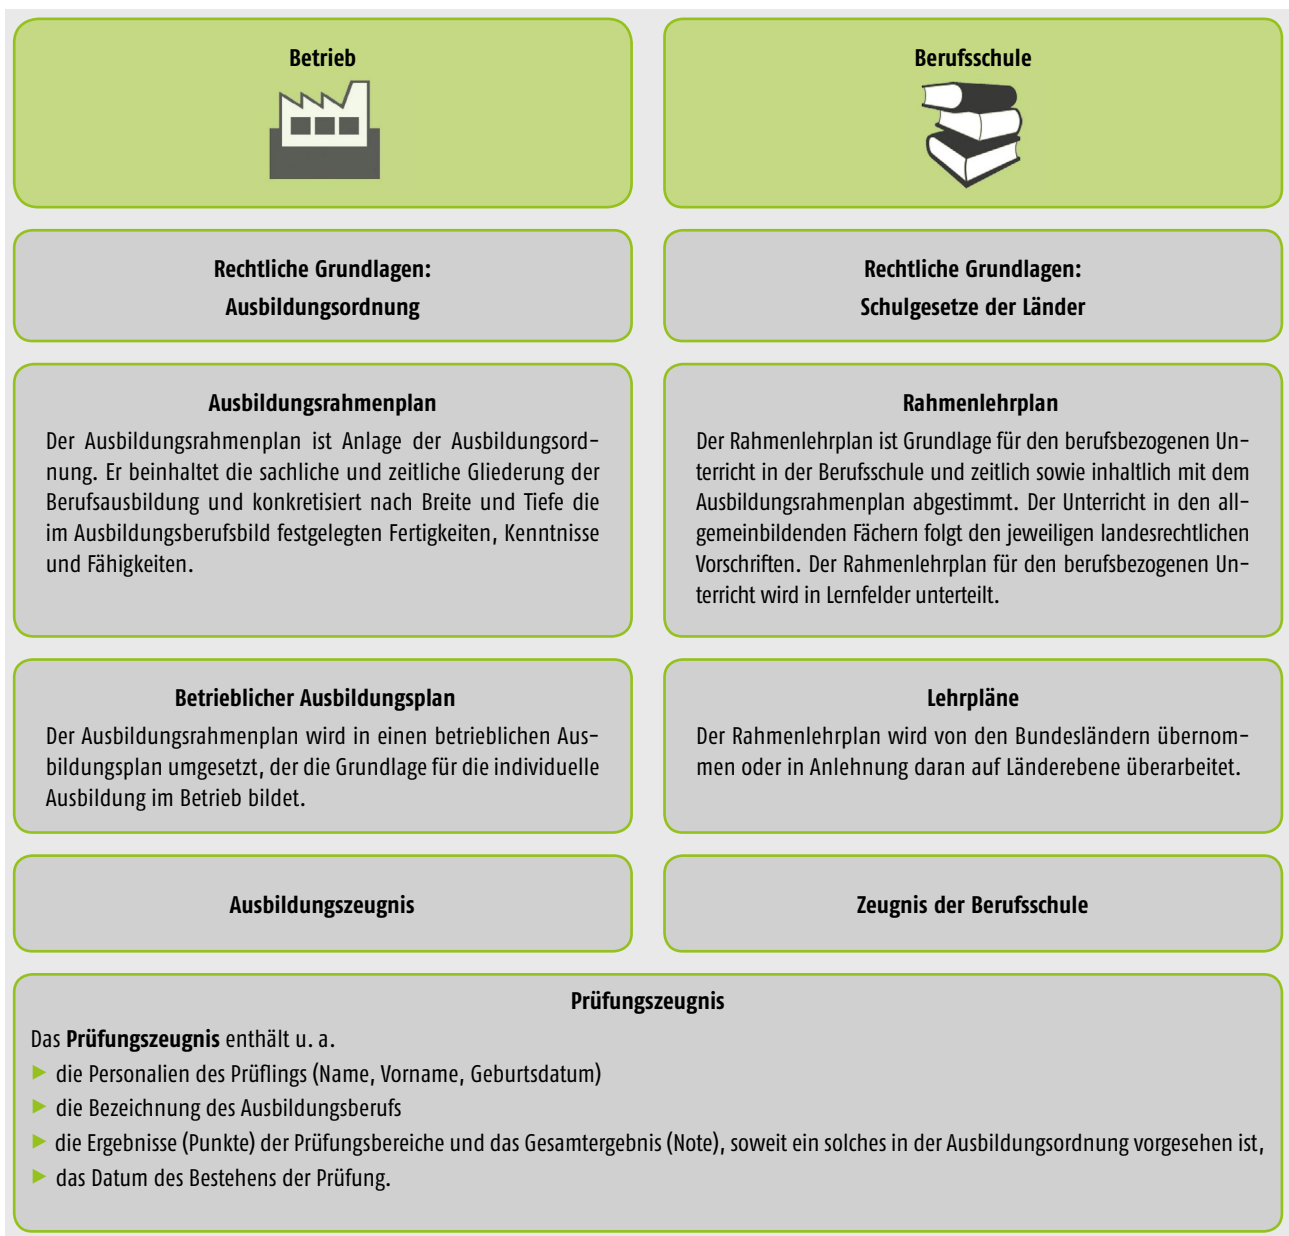 Betrieb
Berufsschule
Rechtliche Grundlagen:
Ausbildungsordnung
Rechtliche Grundlagen:
Schulgesetze der Länder
Ausbildungsrahmenplan
Der Ausbildungsrahmenplan ist Anlage der Ausbildungsord-
nung. Er beinhaltet die sachliche und zeitliche Gliederung der
Berufsausbildung und konkretisiert nach Breite und Tiefe die
im Ausbildungsberufsbild festgelegten Fertigkeiten, Kenntnisse
und Fähigkeiten.
Rahmenlehrplan
Der Rahmenlehrplan ist Grundlage für den berufsbezogenen Un-
terricht in der Berufsschule und zeitlich sowie inhaltlich mit dem
Ausbildungsrahmenplan abgestimmt. Der Unterricht in den all-
gemeinbildenden Fächern folgt den jeweiligen landesrechtlichen
Vorschriften. Der Rahmenlehrplan für den berufsbezogenen Un-
terricht wird in Lernfelder unterteilt.
Betrieblicher Ausbildungsplan
Der Ausbildungsrahmenplan wird in einen betrieblichen Aus-
bildungsplan umgesetzt, der die Grundlage für die individuelle
Ausbildung im Betrieb bildet.
Lehrpläne
Der Rahmenlehrplan wird von den Bundesländern übernom-
men oder in Anlehnung daran auf Länderebene überarbeitet.
Ausbildungszeugnis
Zeugnis der Berufsschule
Prüfungszeugnis
Das Prüfungszeugnis enthält u. a.
▶ die Personalien des Prüflings (Name, Vorname, Geburtsdatum)
▶ die Bezeichnung des Ausbildungsberufs
▶ die Ergebnisse (Punkte) der Prüfungsbereiche und das Gesamtergebnis (Note), soweit ein solches in der Ausbildungsordnung vorgesehen ist,
▶ das Datum des Bestehens der Prüfung.